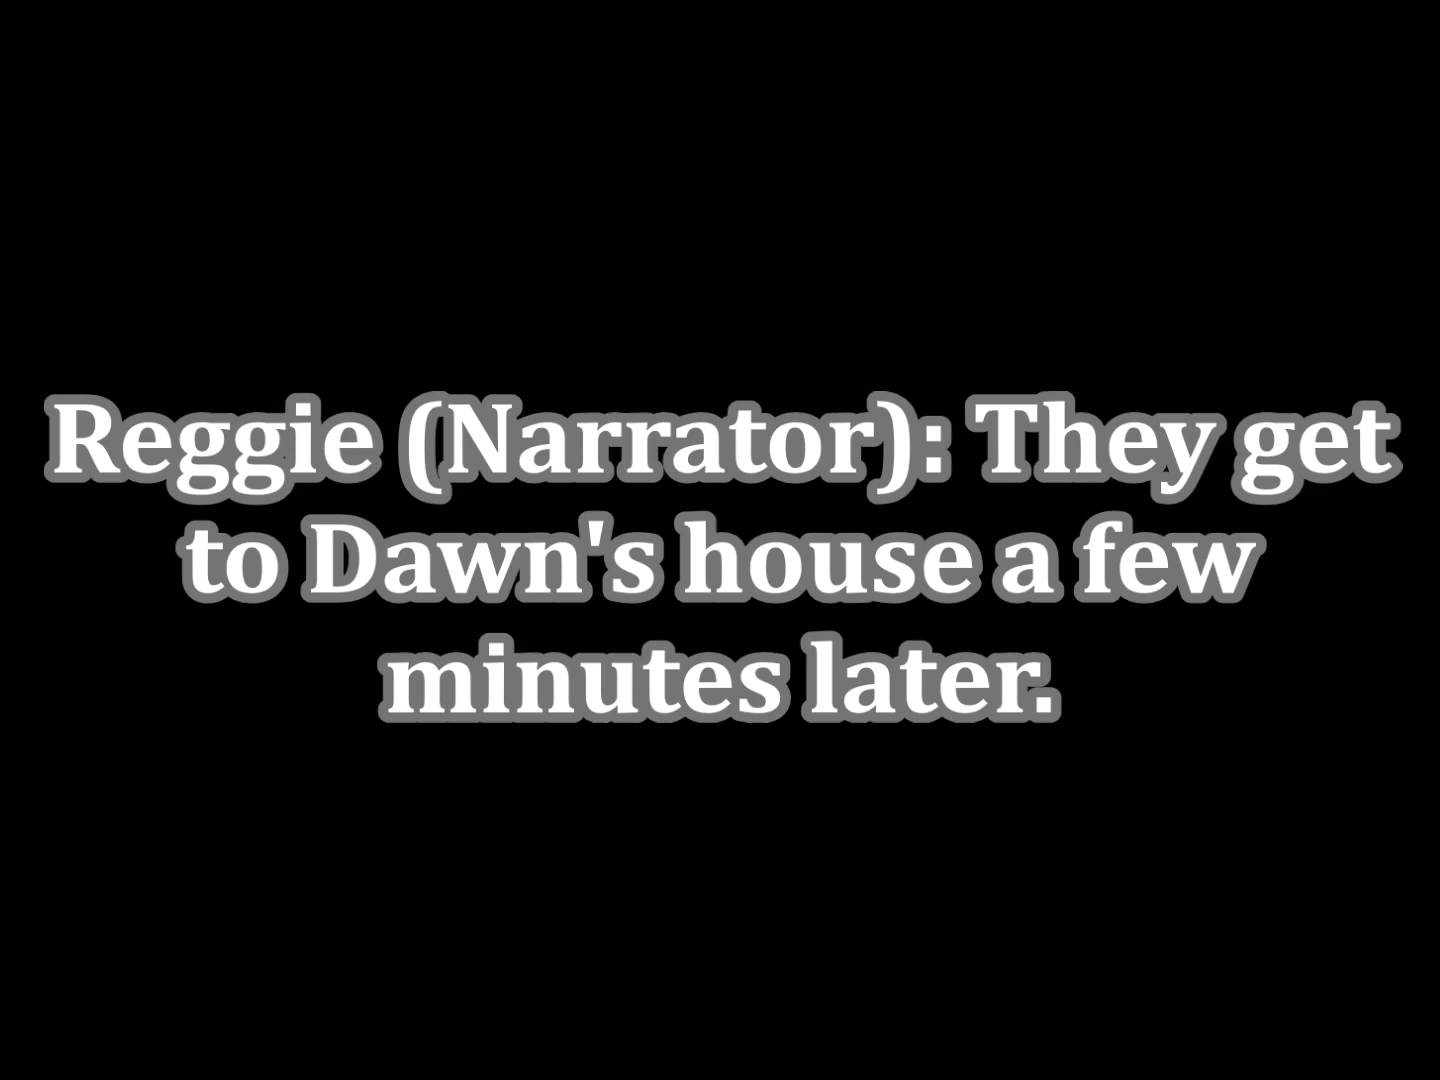 Reggie (Narrator): They get
to Dawn's house a few
minutes later.